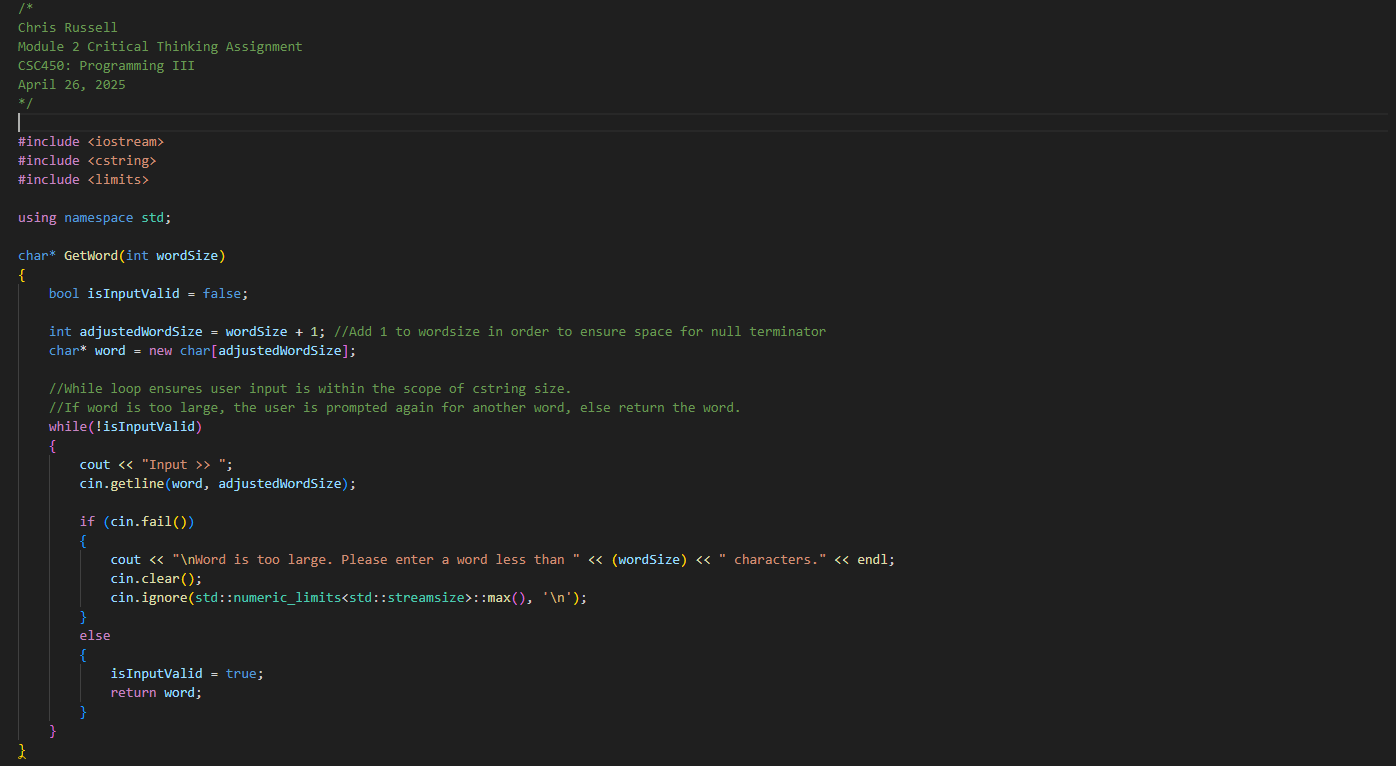 /*
Chris Russell
Module 2 Critical Thinking Assignment
CSC450: Programming III
April 26, 2025
*/

#include <iostream>
#include <cstring>
#include <limits>

using namespace std;

char* GetWord(int wordSize)
{
    bool isInputValid = false;

    int adjustedWordSize = wordSize + 1; //Add 1 to wordsize in order to ensure space for null terminator
    char* word = new char[adjustedWordSize];

    //While loop ensures user input is within the scope of cstring size.
    //If word is too large, the user is prompted again for another word, else return the word.
    while(!isInputValid)
    {
        cout << "Input >> ";
        cin.getline(word, adjustedWordSize);

        if (cin.fail())
        {
            cout << "\nWord is too large. Please enter a word less than " << (wordSize) << " characters." << endl;
            cin.clear();
            cin.ignore(std::numeric_limits<std::streamsize>::max(), '\n');
        }
        else
        {
            isInputValid = true;
            return word;
        }
    }
}